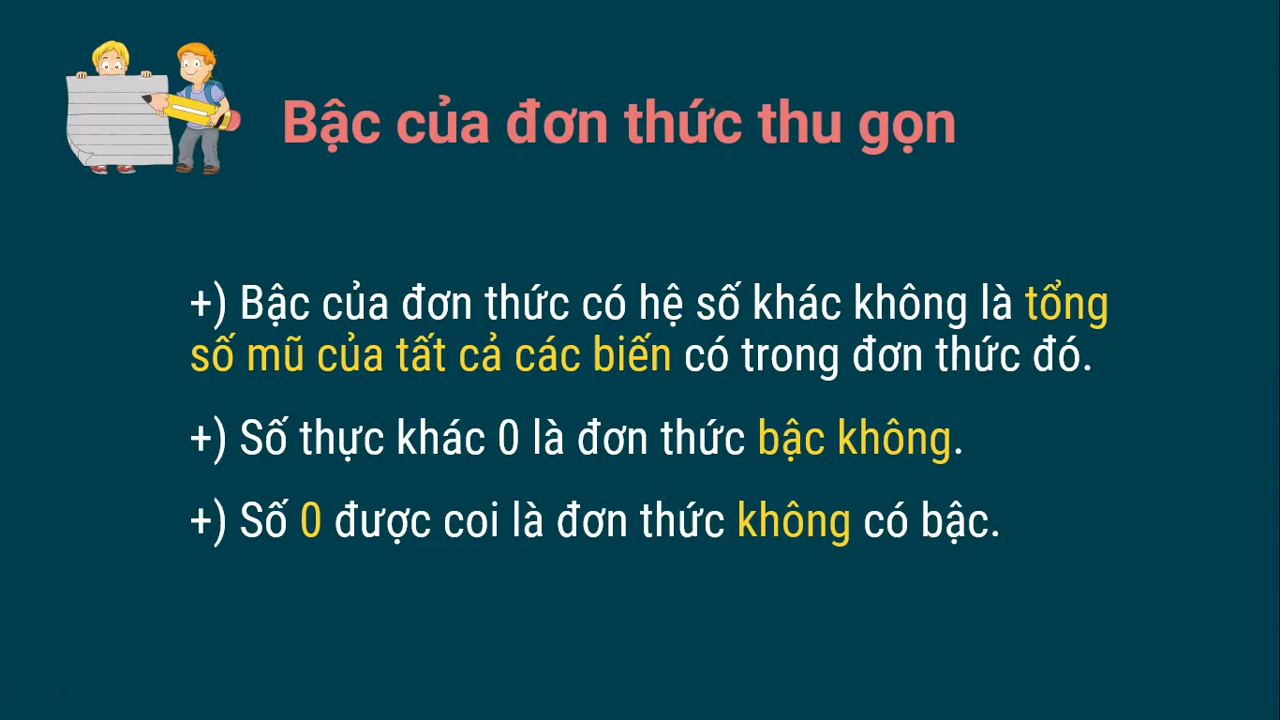 Bậc của đơn thức thu gọn
+) Bậc của đơn thức có hệ số khác không là tổng
số mũ của tất cả các biến có trong đơn thức đó.
+) Số thực khác 0 là đơn thức bậc không.
+) Số 0 được coi là đơn thức không có bậc.